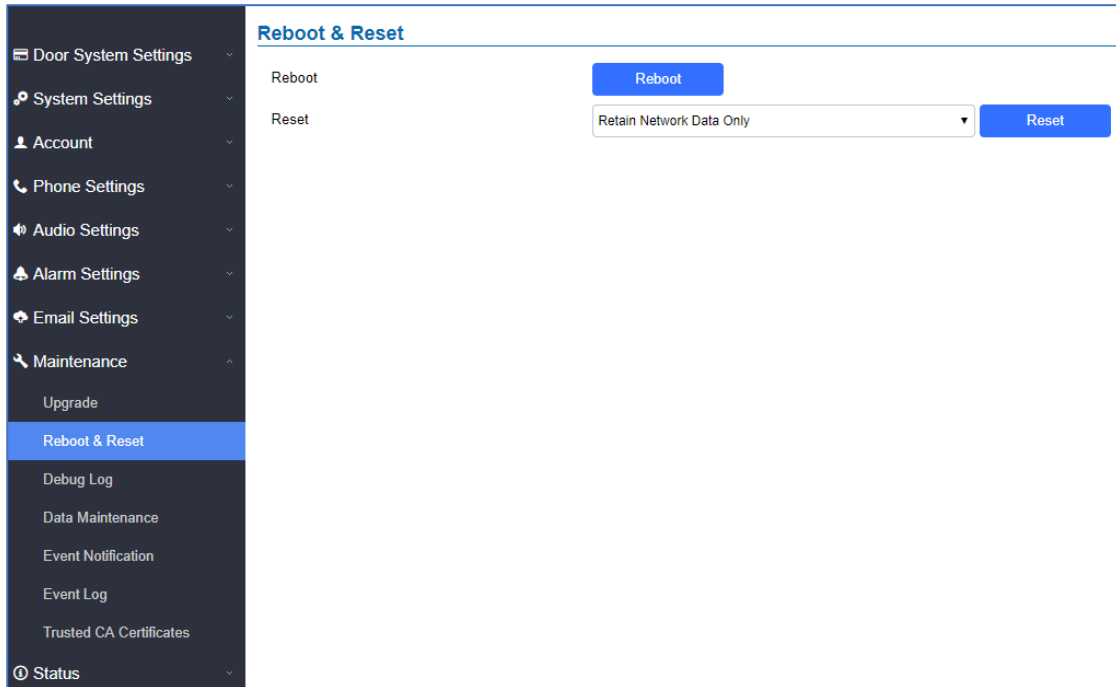 Reboot & Reset
Door System Settings
System Settings
Account
Phone Settings
Audio Settings
Alarm Settings
Email Settings
Maintenance
Upgrade
Reboot & Reset
Debug Log
Data Maintenance
Event Notification
Event Log
Trusted CA Certificates
Status
Reboot Reboot
Reset Retain Network Data Only Reset